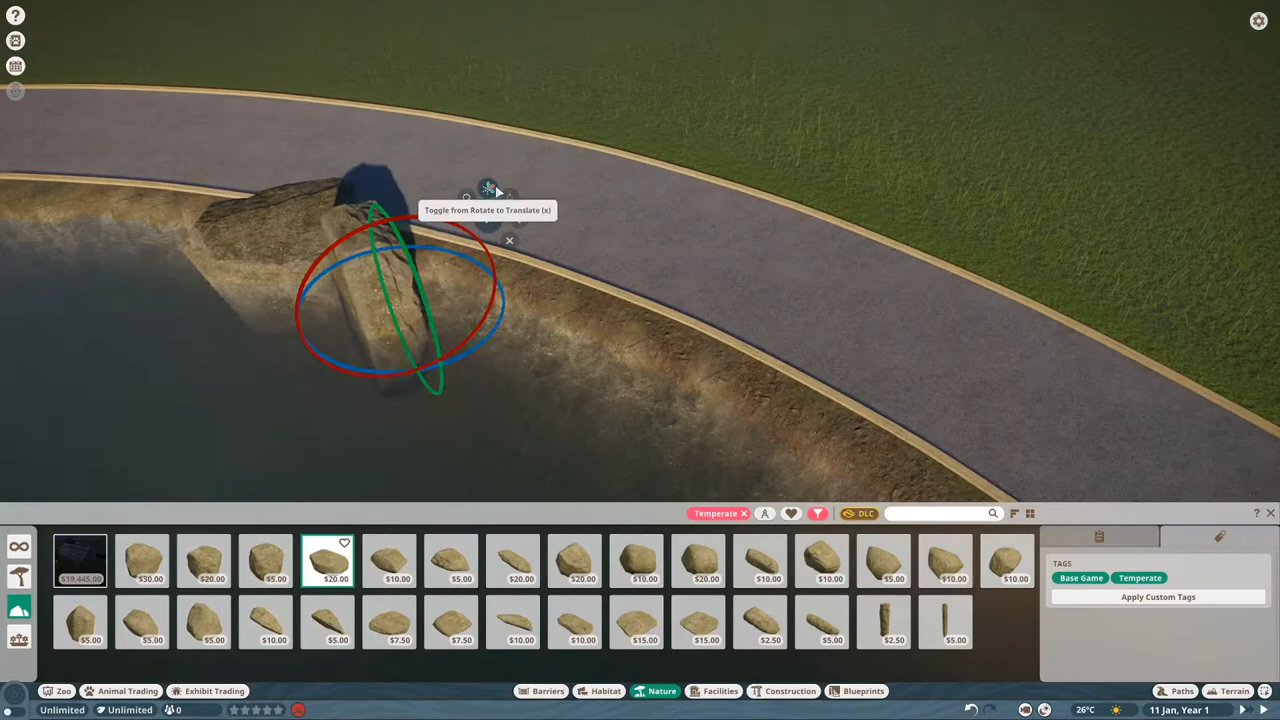 ?
Toggle from Rotate to Translate (x)
Temperate X
DLC
? X
$19,445.00 $30.00 $20.00 $5.00 $20.00 $10.00 $5.00 $20.00 $20.00 $10.00 $20.00 $10.00 $10.00 $5.00 $10.00 $10.00
$5.00 $5.00 $5.00 $10.00 $5.00 $7.50 $7.50 $10.00 $10.00 $15.00 $15.00 $2.50 $5.00 $2.50 $5.00
TAGS
Base Game Temperate
Apply Custom Tags
Zoo Animal Trading Exhibit Trading Barriers Habitat Nature Facilities Construction Blueprints Paths Terrain
Unlimited Unlimited 0 26°C 11 Jan, Year 1